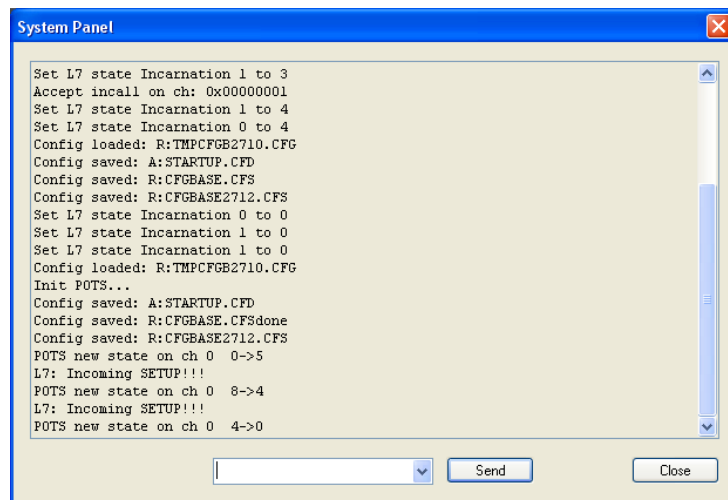 System Panel
Set L7 state Incarnation 1 to 3
Accept incall on ch: 0x00000001
Set L7 state Incarnation 1 to 4
Set L7 state Incarnation 0 to 4
Config loaded: R:TMPCFGB2710.CFG
Config saved: A:STARTUP.CFD
Config saved: R:CFGBASE.CFS
Config saved: R:CFGBASE2712.CFS
Set L7 state Incarnation 0 to 0
Set L7 state Incarnation 1 to 0
Set L7 state Incarnation 1 to 0
Config loaded: R:TMPCFGB2710.CFG
Init POTS...
Config saved: A:STARTUP.CFD
Config saved: R:CFGBASE.CFSdone
Config saved: R:CFGBASE2712.CFS
POTS new state on ch 0  0->5
L7: Incoming SETUP!!!
POTS new state on ch 0  8->4
L7: Incoming SETUP!!!
POTS new state on ch 0  4->0
Send
Close